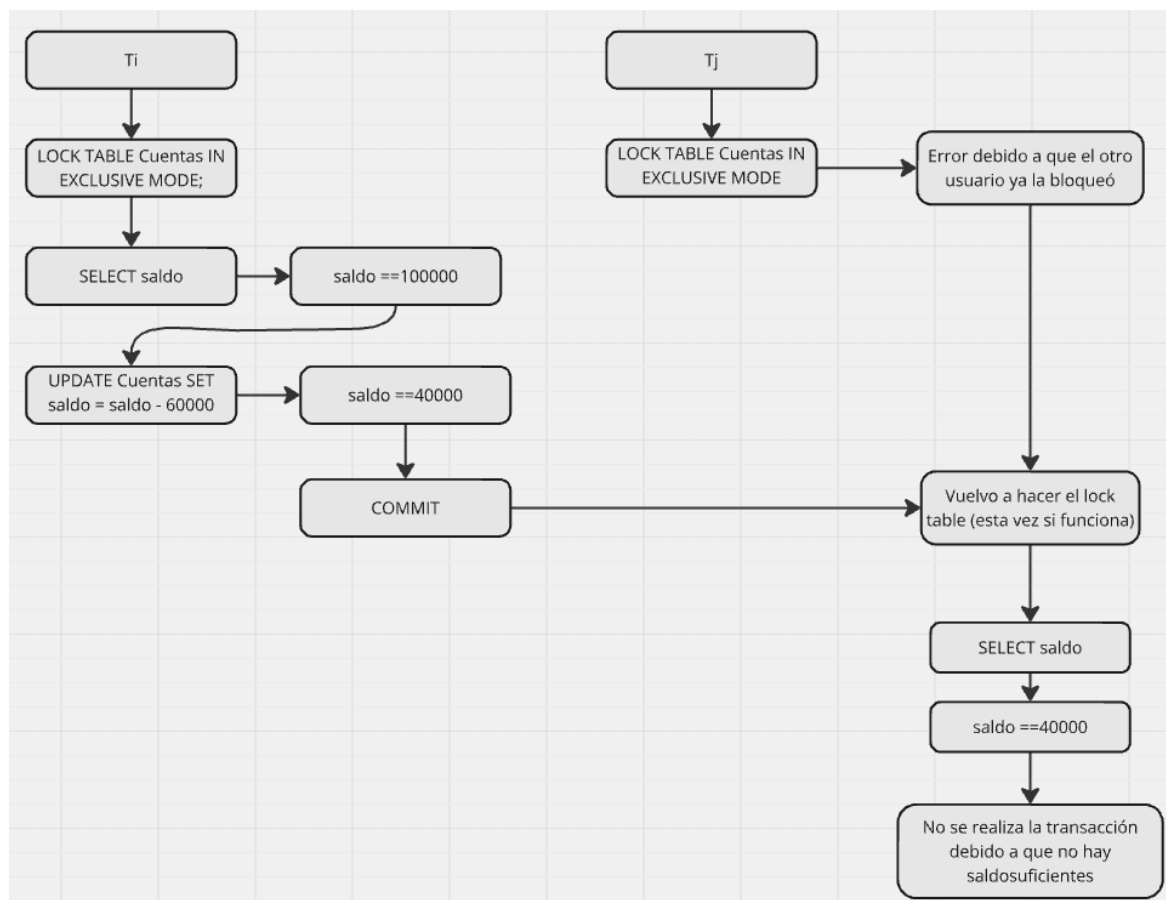 Ti
LOCK TABLE Cuentas IN
EXCLUSIVE MODE;
SELECT saldo
saldo ==100000
UPDATE Cuentas SET
saldo = saldo - 60000
saldo ==40000
COMMIT
Tj
LOCK TABLE Cuentas IN
EXCLUSIVE MODE
Error debido a que el otro
usuario ya la bloqueó
Vuelvo a hacer el lock
table (esta vez si funciona)
SELECT saldo
saldo ==40000
No se realiza la transacción
debido a que no hay
saldosuficientes